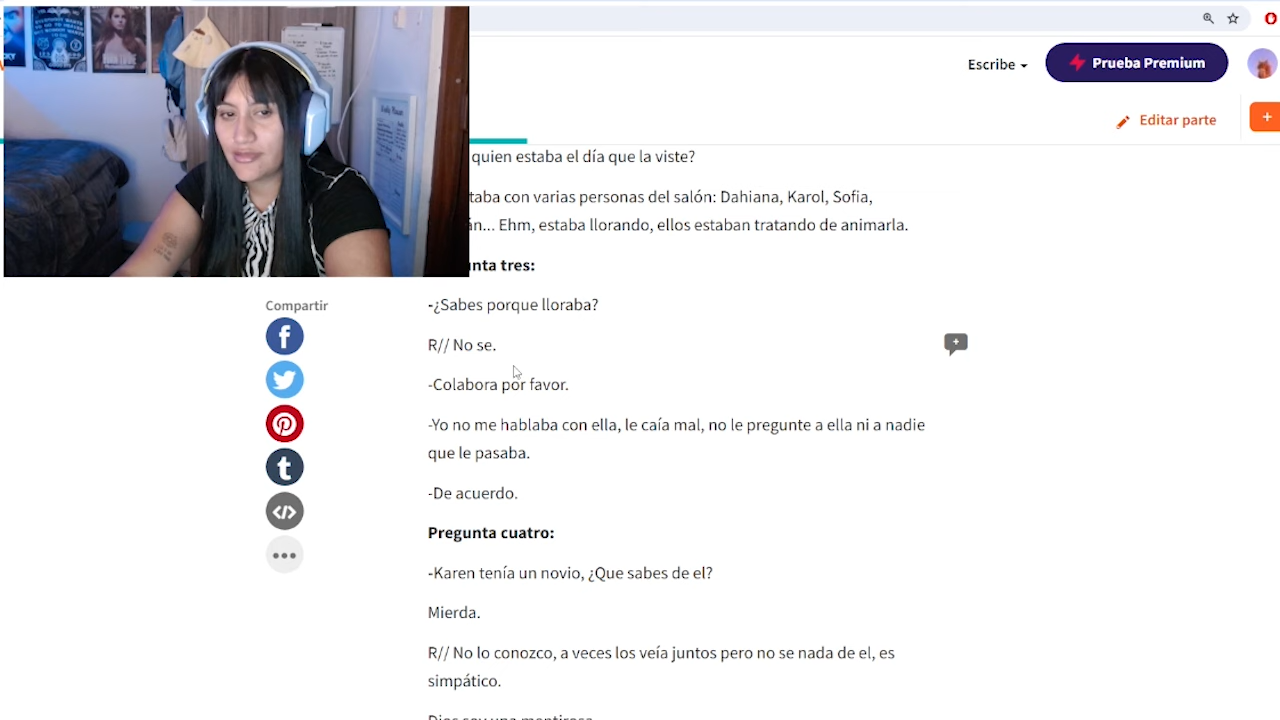 Escribe
Prueba Premium
Editar parte
quien estaba el día que la viste?
taba con varias personas del salón: Dahiana, Karol, Sofia,
n... Ehm, estaba llorando, ellos estaban tratando de animarla.
nta tres:
Compartir
-¿Sabes porque lloraba?
R// No se.
-Colabora por favor.
-Yo no me hablaba con ella, le caía mal, no le pregunte a ella ni a nadie
que le pasaba.
-De acuerdo.
Pregunta cuatro:
-Karen tenía un novio, ¿Que sabes de el?
Mierda.
R// No lo conozco, a veces los veía juntos pero no se nada de el, es
simpático.
Dios soy una mentirosa